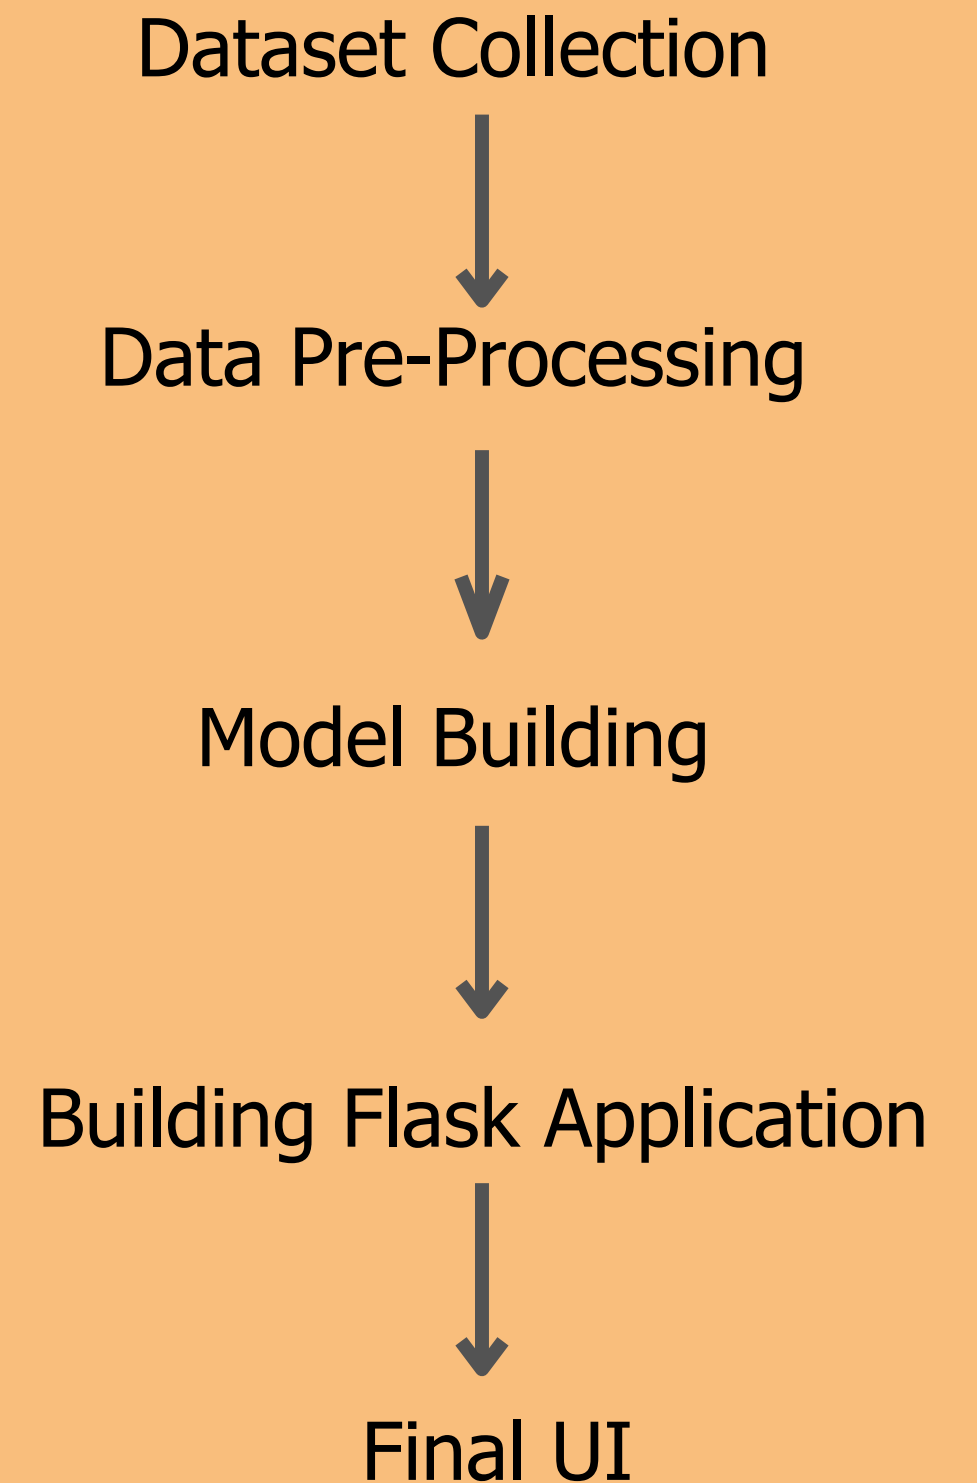 Dataset Collection
Data Pre-Processing
Model Building
Building Flask Application
Final UI